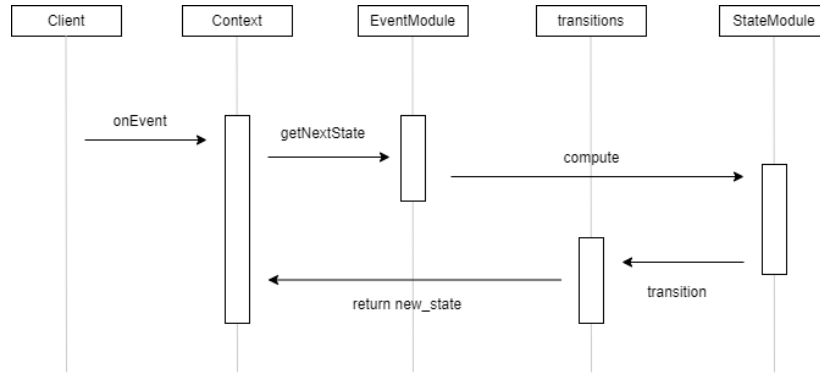 Client
Context
EventModule
transitions
StateModule
onEvent
getNextState
compute
transition
return new_state